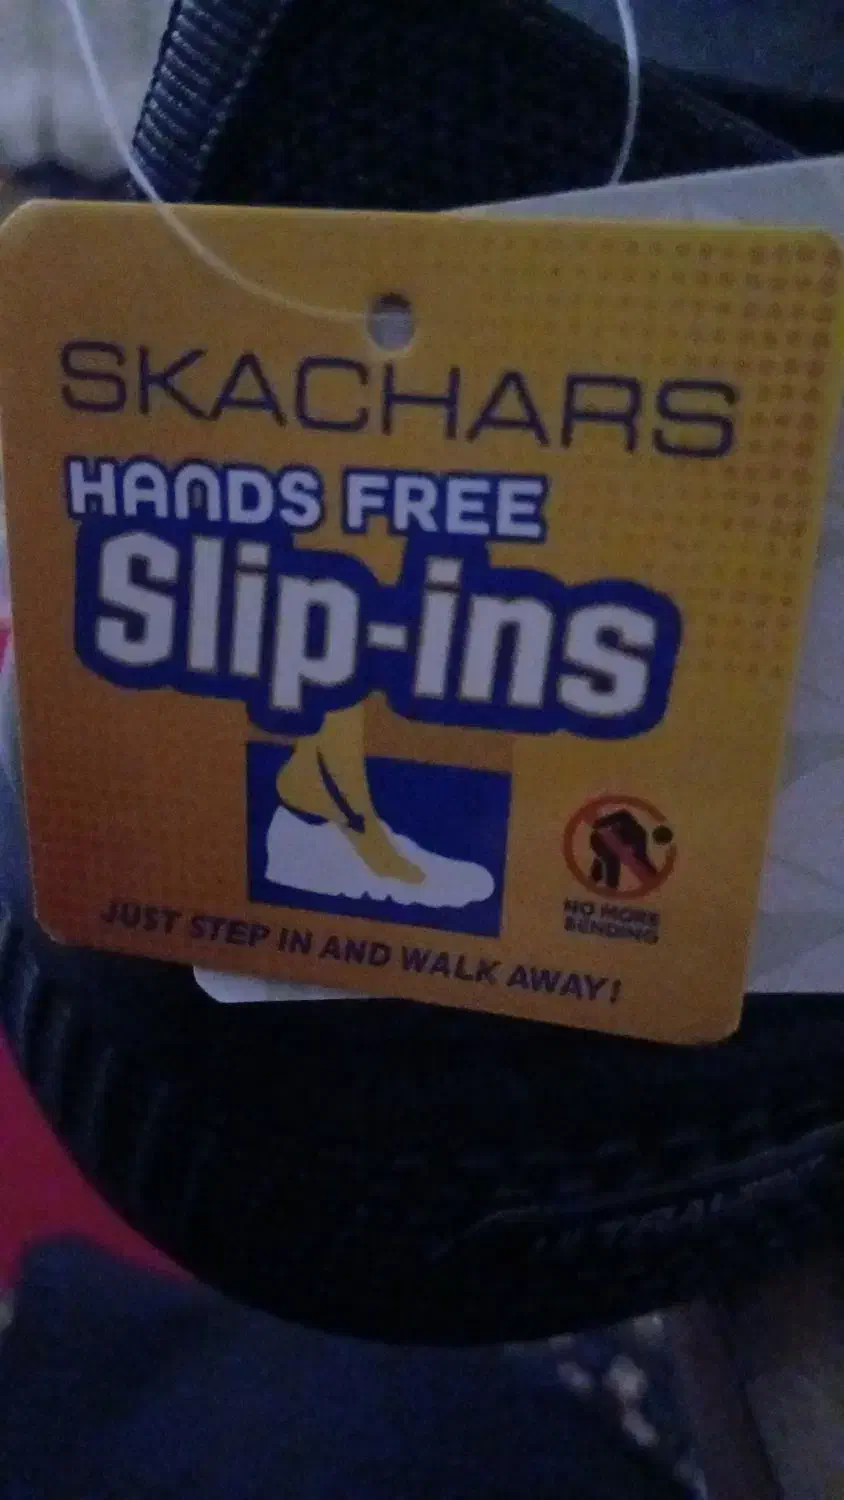 SKACHARS
HANDS FREE
Slip-ins
NO MORE
BENDING
JUST STEP IN AND WALK AWAY!